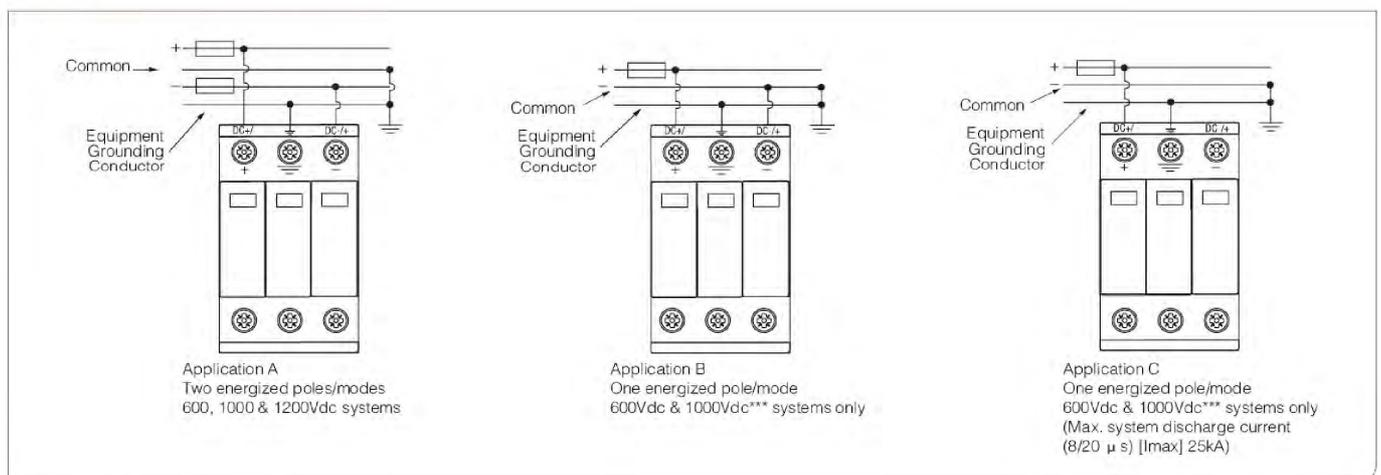 +
Common
−
Equipment
Grounding
Conductor
DC+/ DC-/+
+ −
Application A
Two energized poles/modes
600, 1000 & 1200Vdc systems
+
−
Common
Equipment
Grounding
Conductor
DC+/ DC-/+
+ −
Application B
One energized pole/mode
600Vdc & 1000Vdc*** systems only
+
−
Common
Equipment
Grounding
Conductor
DC+/ DC /+
+ −
Application C
One energized pole/mode
600Vdc & 1000Vdc*** systems only
(Max. system discharge current
(8/20 μ s) [Imax] 25kA)